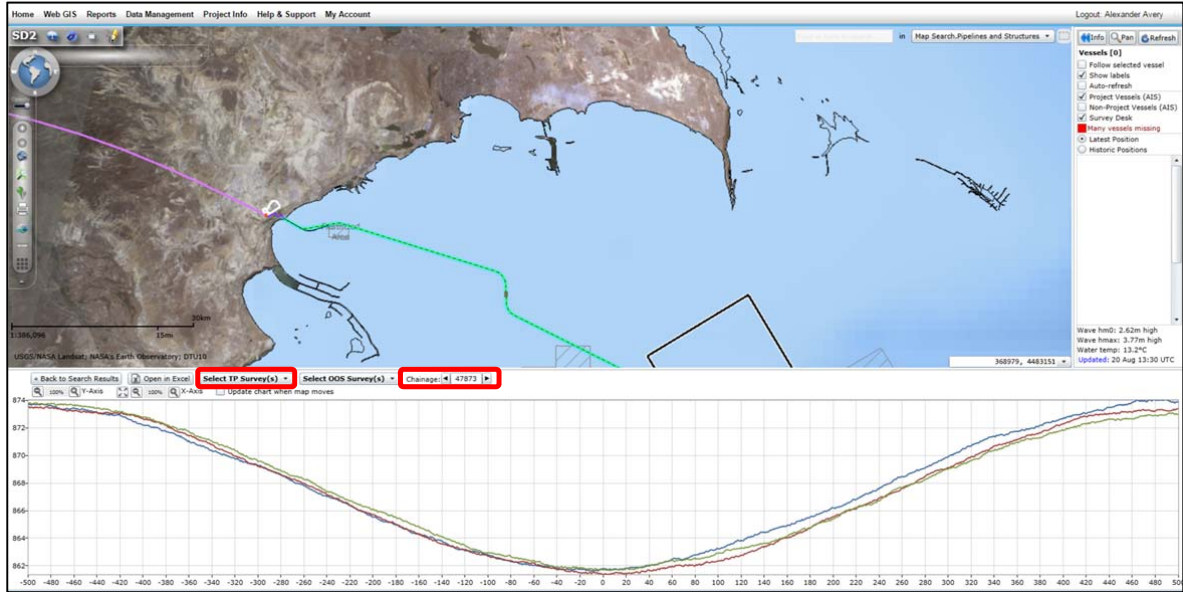 Home Web GIS Reports Data Management Project Info Help & Support My Account
Logout: Alexander Avery
SD2
in Map Search.Pipelines and Structures
Info Pan Refresh
Vessels [0]
Follow selected vessel
Show labels
Auto-refresh
Project Vessels (AIS)
Non-Project Vessels (AIS)
Survey Desk
Many vessels missing
Latest Position
Historic Positions
Area
20km
1:386,096
15mi
USGS/NASA Landsat; NASA's Earth Observatory; DTU10
368979, 4483151
Wave hm0: 2.62m high
Wave hmax: 3.77m high
Water temp: 13.2°C
Updated: 20 Aug 13:30 UTC
< Back to Search Results Open in Excel Select TP Survey(s) Select OOS Survey(s) Chainage: 47873
100% Y-Axis 100% X-Axis Update chart when map moves
874
872
870
868
866
864
862
-500 -480 -460 -440 -420 -400 -380 -360 -340 -320 -300 -280 -260 -240 -220 -200 -180 -160 -140 -120 -100 -80 -60 -40 -20 0 20 40 60 80 100 120 140 160 180 200 220 240 260 280 300 320 340 360 380 400 420 440 460 480 500